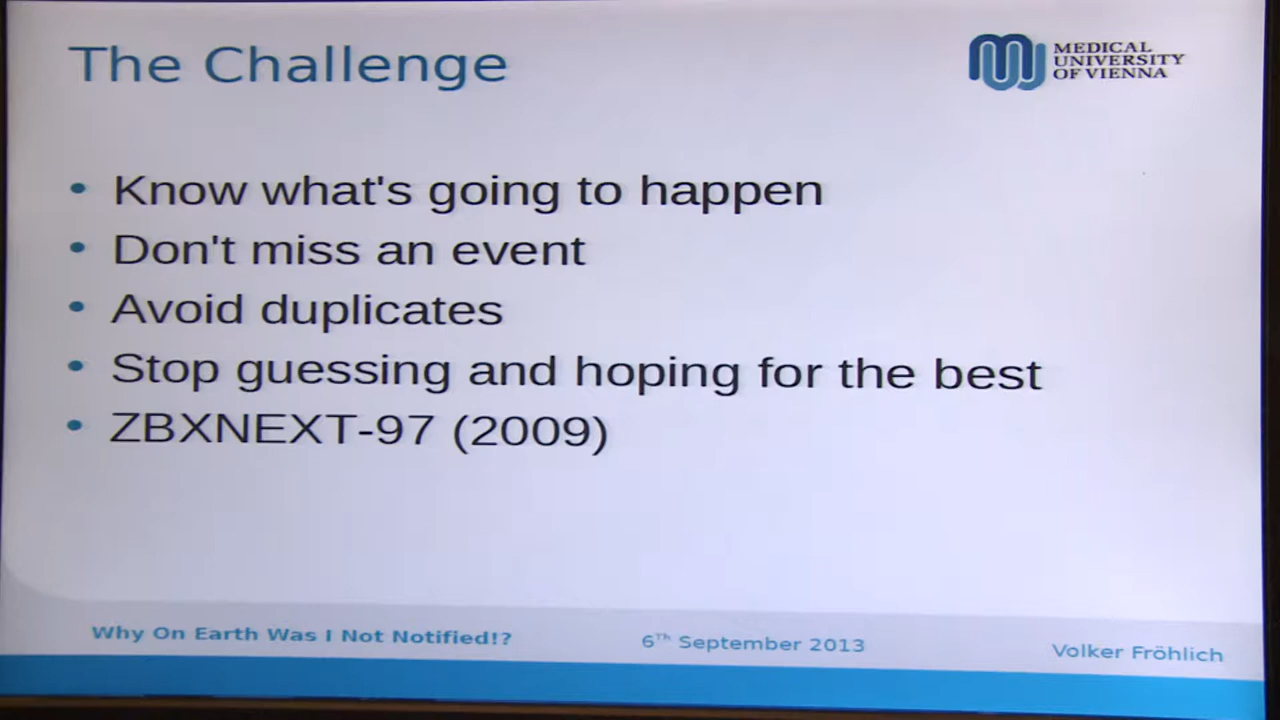 The Challenge
MEDICAL
UNIVERSITY
OF VIENNA
• Know what's going to happen
• Don't miss an event
• Avoid duplicates
• Stop guessing and hoping for the best
• ZBXNEXT-97 (2009)
Why On Earth Was I Not Notified!?
6Th September 2013
Volker Fröhlich